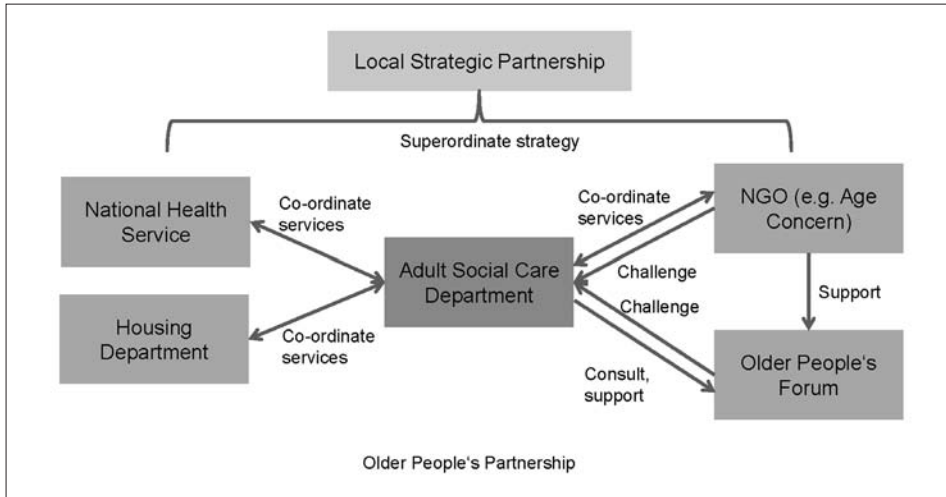 Local Strategic Partnership
Superordinate strategy
National Health
Service
Co-ordinate
services
Co-ordinate
services
NGO (e.g. Age
Concern)
Adult Social Care
Department
Challenge
Challenge
Support
Housing
Department
Co-ordinate
services
Consult,
support
Older People‘s
Forum
Older People‘s Partnership